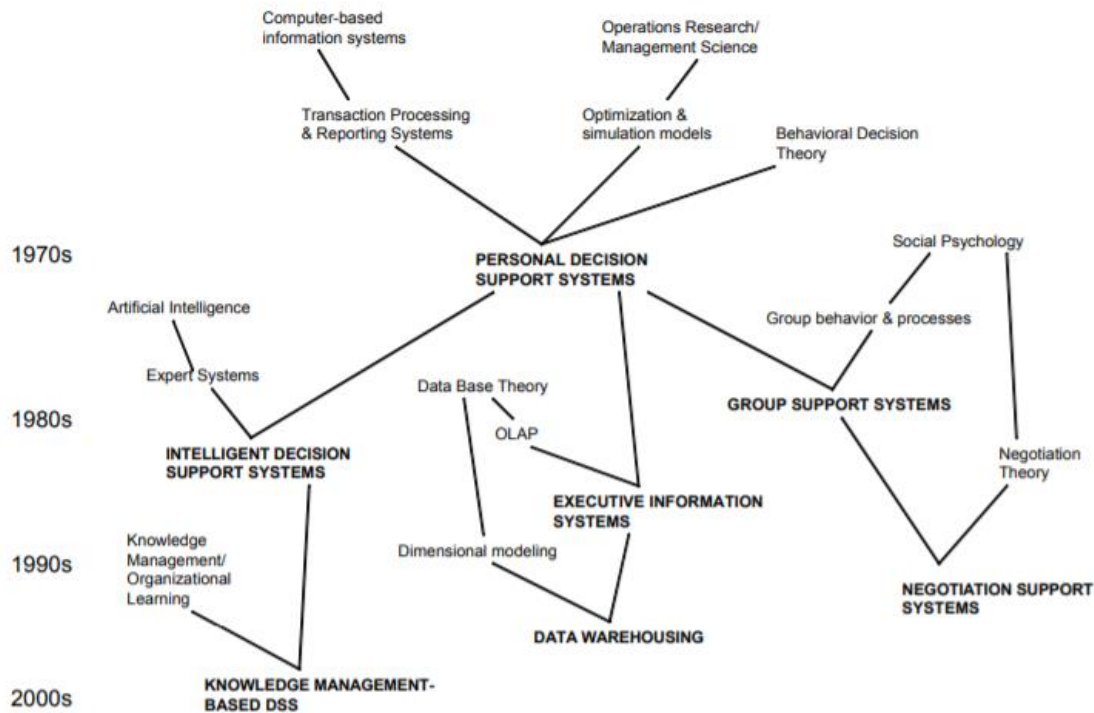 Computer-based
information systems
Operations Research/
Management Science
Transaction Processing
& Reporting Systems
Optimization &
simulation models
Behavioral Decision
Theory
1970s
PERSONAL DECISION
SUPPORT SYSTEMS
Social Psychology
Artificial Intelligence
Group behavior & processes
Expert Systems
Data Base Theory
GROUP SUPPORT SYSTEMS
1980s
OLAP
INTELLIGENT DECISION
SUPPORT SYSTEMS
Negotiation
Theory
EXECUTIVE INFORMATION
SYSTEMS
Knowledge
Management/
Organizational
Learning
Dimensional modeling
1990s
NEGOTIATION SUPPORT
SYSTEMS
DATA WAREHOUSING
KNOWLEDGE MANAGEMENT-
BASED DSS
2000s